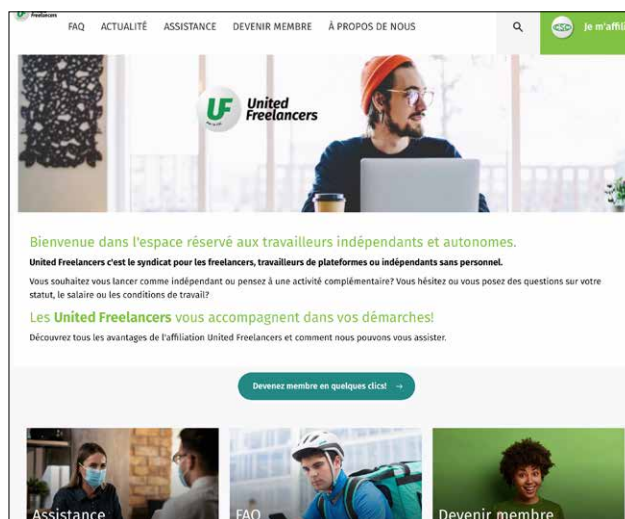 Freelancers
FAQ ACTUALITÉ ASSISTANCE DEVENIR MEMBRE À PROPOS DE NOUS
CSC Je m'affili
UF United
Freelancers
Bienvenue dans l'espace réservé aux travailleurs indépendants et autonomes.
United Freelancers c'est le syndicat pour les freelancers, travailleurs de plateformes ou indépendants sans personnel.
Vous souhaitez vous lancer comme indépendant ou pensez à une activité complémentaire? Vous hésitez ou vous posez des questions sur votre
statut, le salaire ou les conditions de travail?
Les United Freelancers vous accompagnent dans vos démarches!
Découvrez tous les avantages de l'affiliation United Freelancers et comment nous pouvons vous assister.
Devenez membre en quelques clics! →
Assistance
FAQ
Devenir membre